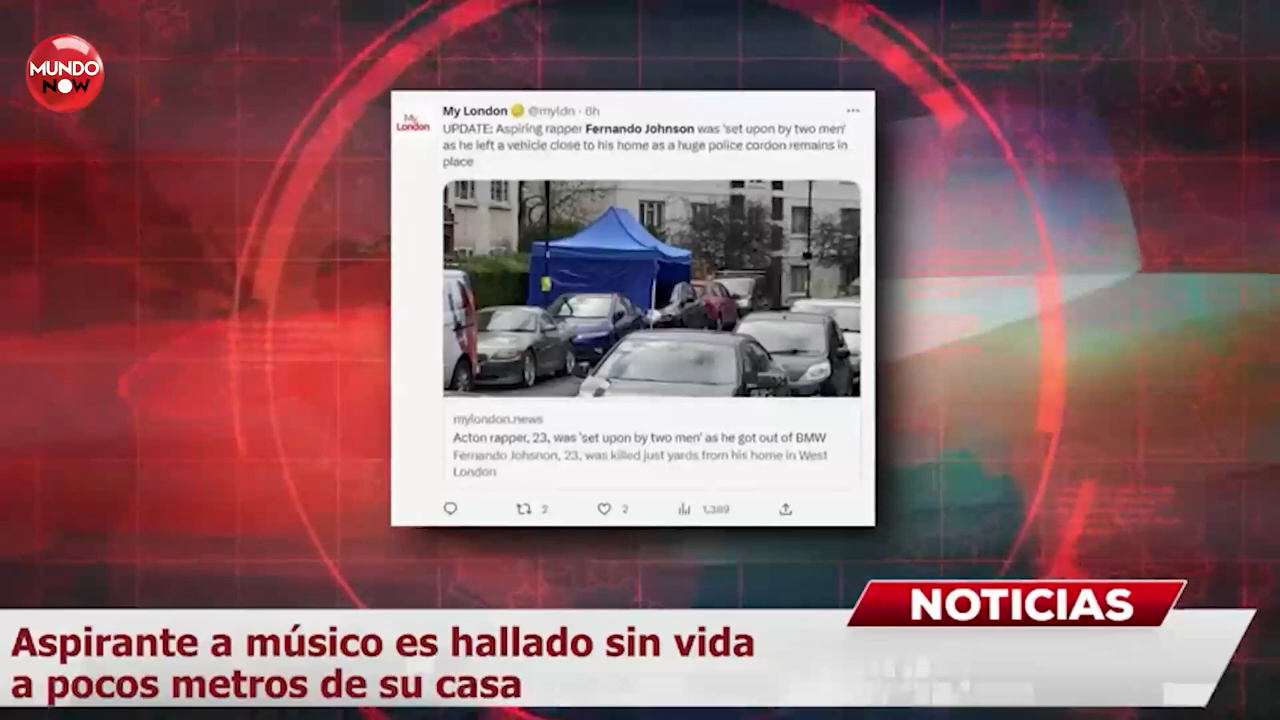 MUNDO
NOW
My London
My London @myldn · 6h
UPDATE: Aspiring rapper Fernando Johnson was 'set upon by two men'
as he left a vehicle close to his home as a huge police cordon remains in
place
mylondon.news
Acton rapper, 23, was 'set upon by two men' as he got out of BMW
Fernando Johsnon, 23, was killed just yards from his home in West
London
2 2 1,389
NOTICIAS
Aspirante a músico es hallado sin vida
a pocos metros de su casa